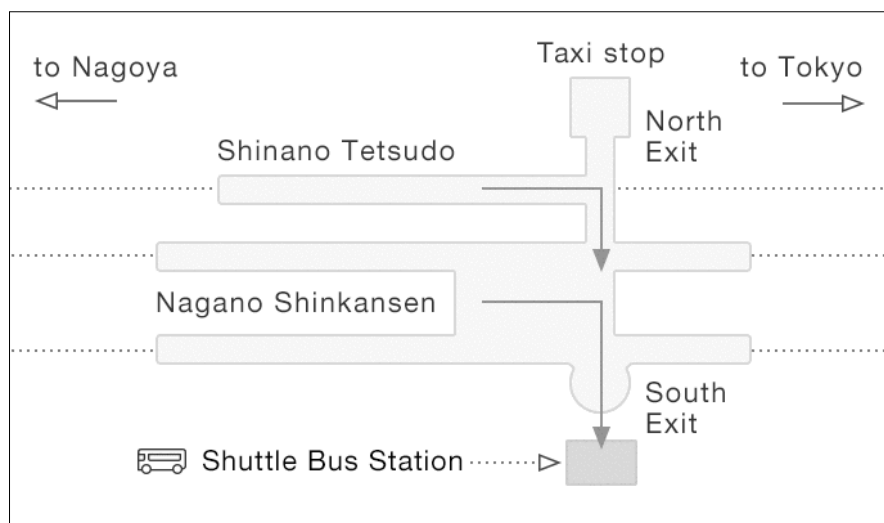 Taxi stop
to Nagoya
to Tokyo
North
Exit
Shinano Tetsudo
Nagano Shinkansen
South
Exit
Shuttle Bus Station